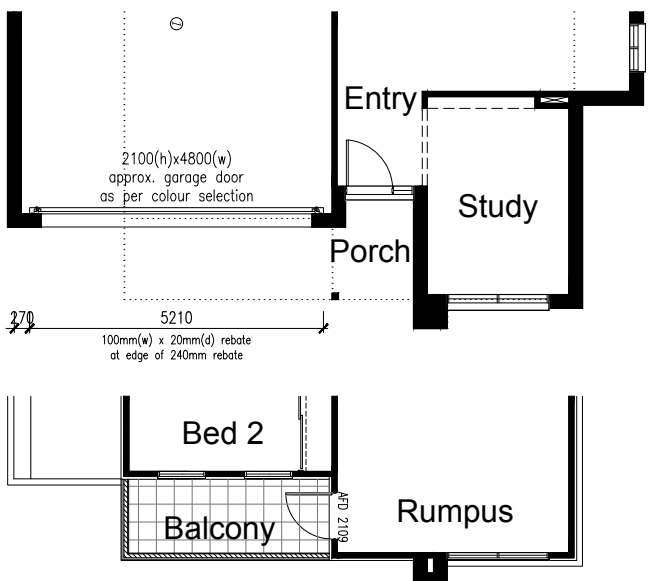 Entry
2100(h)x4800(w)
approx. garage door
as per colour selection
Study
Porch
270
5210
100mm(w) x 20mm(d) rebate
at edge of 240mm rebate
Bed 2
AFD 2109
Rumpus
Balcony